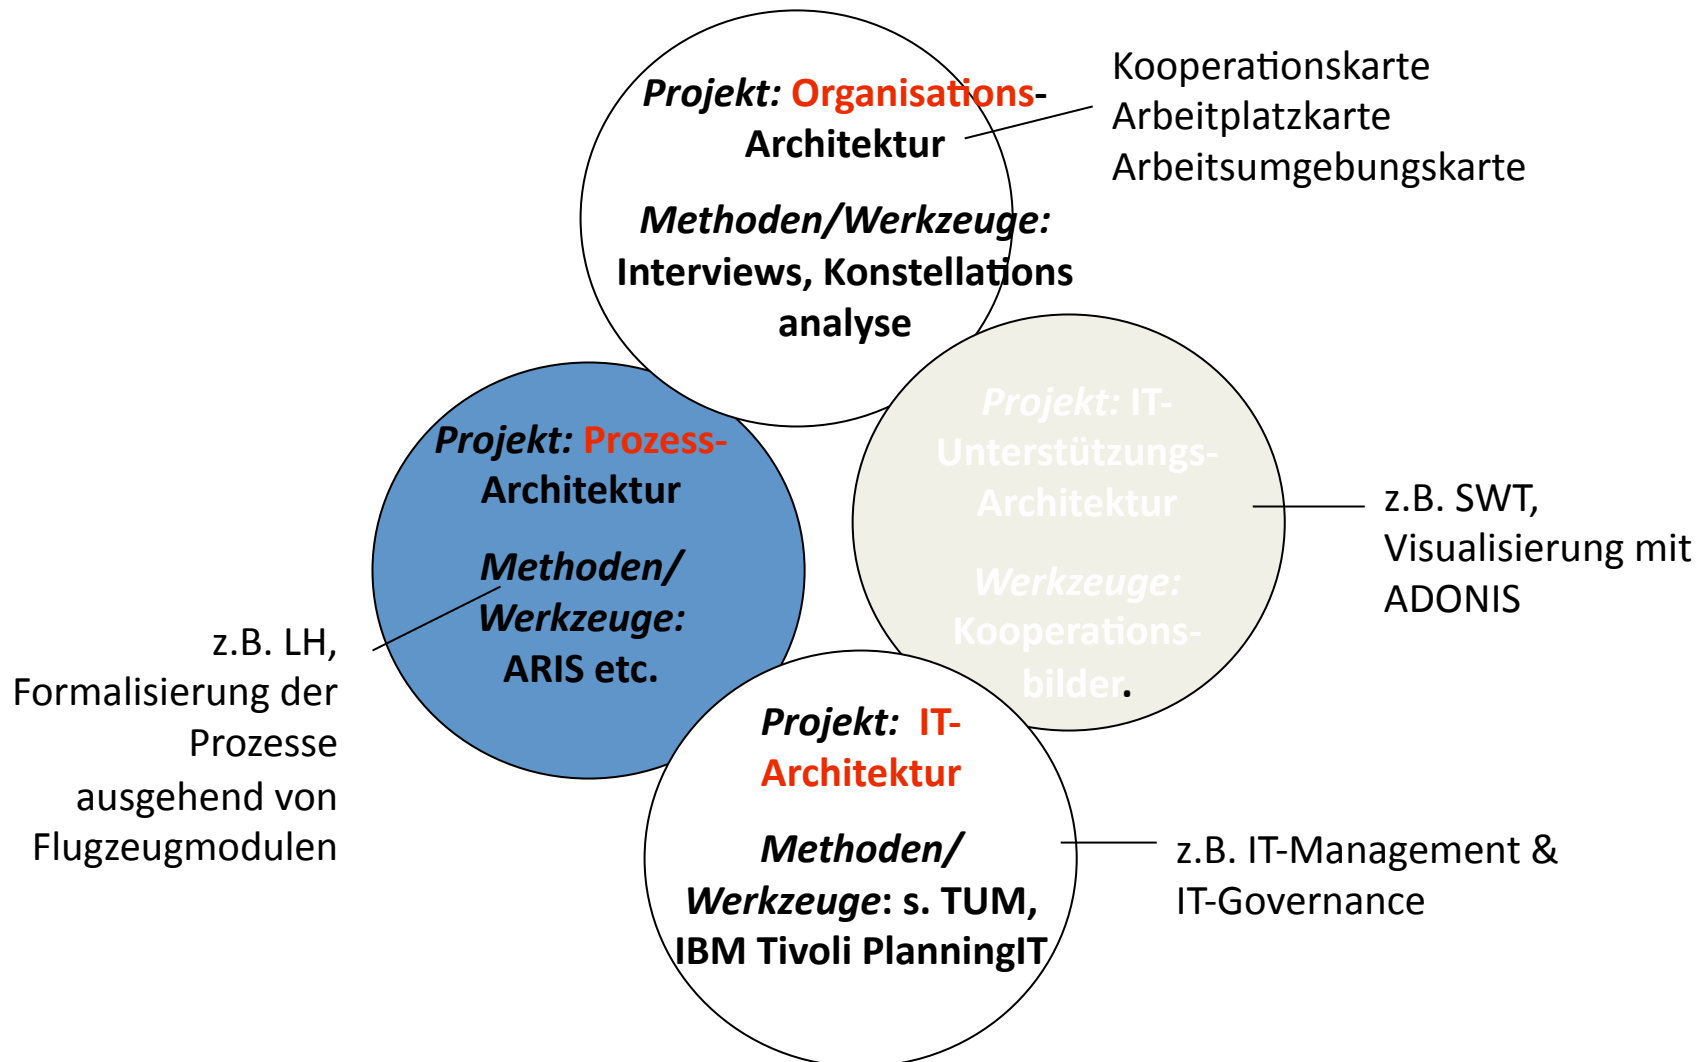 Projekt: Organisations-
Architektur
Methoden/Werkzeuge:
Interviews, Konstellations
analyse
Kooperationskarte
Arbeitplatzkarte
Arbeitsumgebungskarte
Projekt: Prozess-
Architektur
Methoden/
Werkzeuge:
ARIS etc.
z.B. LH,
Formalisierung der
Prozesse
ausgehend von
Flugzeugmodulen
Projekt: IT-
Unterstützungs-
Architektur
Werkzeuge:
Kooperations-
bilder.
z.B. SWT,
Visualisierung mit
ADONIS
Projekt: IT-
Architektur
Methoden/
Werkzeuge: s. TUM,
IBM Tivoli PlanningIT
z.B. IT-Management &
IT-Governance